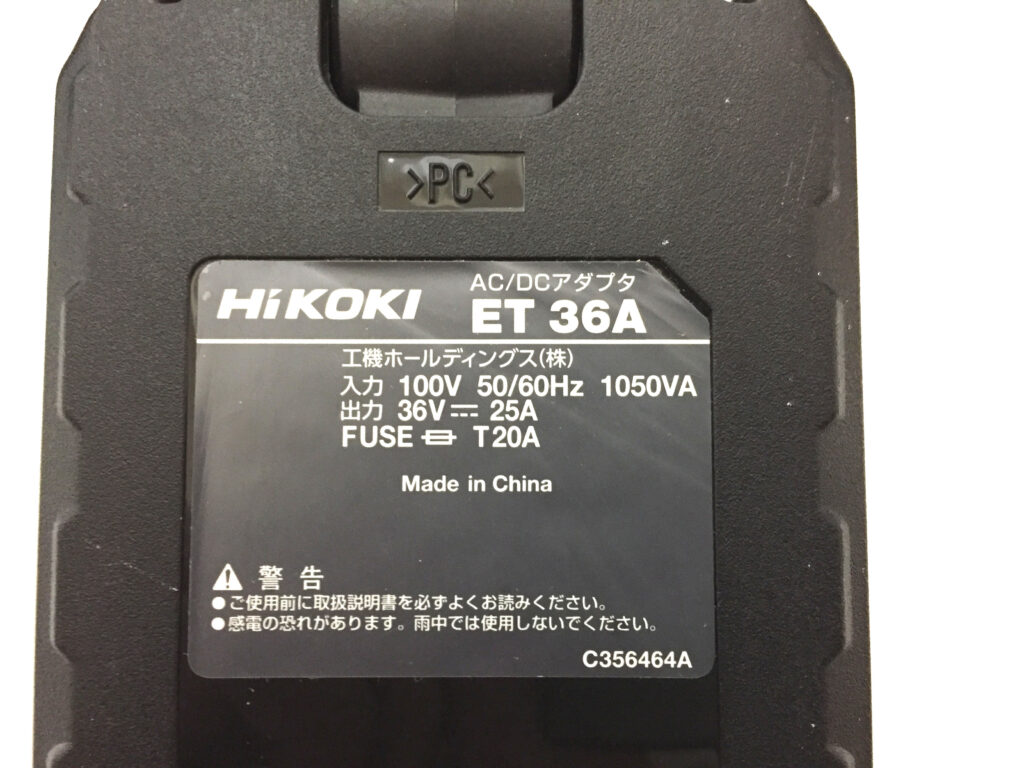 >PC<
HiKOKI
AC/DCアダプタ
ET 36A
工機ホールディングス(株)
入力 100V 50/60Hz 1050VA
出力 36V⎓ 25A
FUSE T20A
Made in China
警告
●ご使用前に取扱説明書を必ずよくお読みください。
●感電の恐れがあります。雨中では使用しないでください。
C356464A